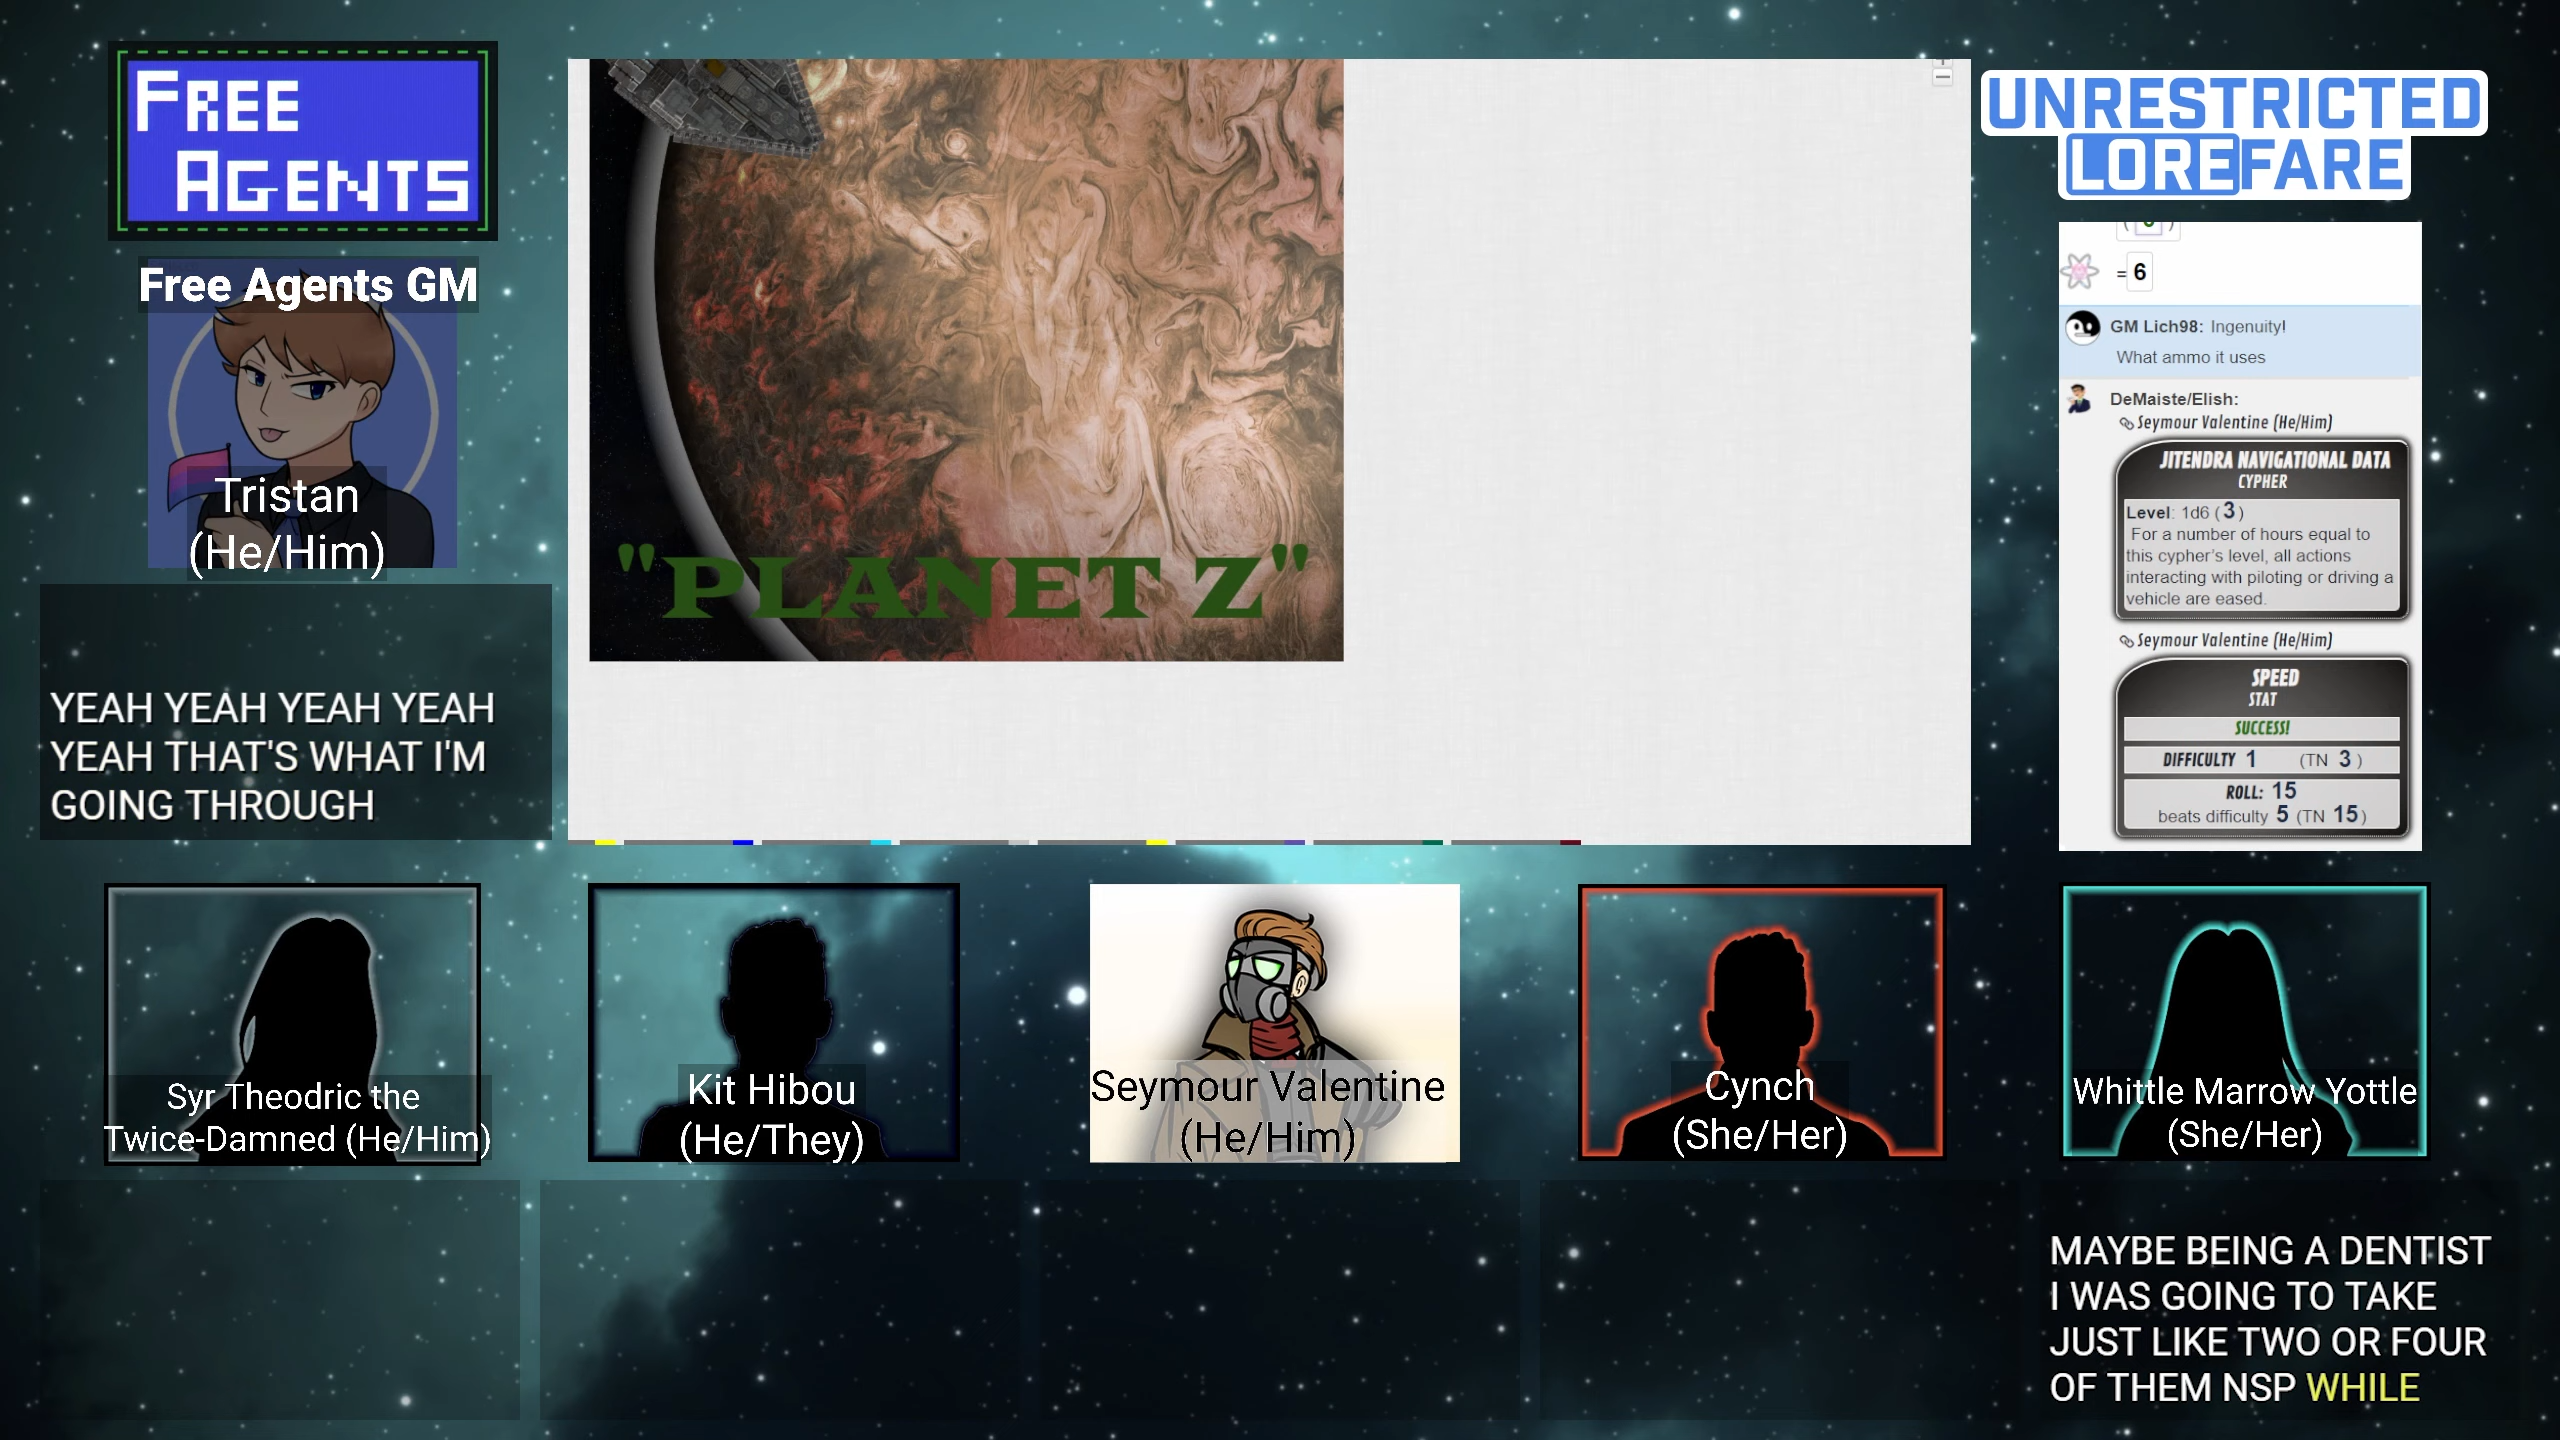 FREE
AGENTS
Free Agents GM
Tristan
(He/Him)
YEAH YEAH YEAH YEAH
YEAH THAT'S WHAT I'M
GOING THROUGH
"PLANET Z"
UNRESTRICTED
LOREFARE
= 6
GM Lich98: Ingenuity!
What ammo it uses
DeMaiste/Elish:
Seymour Valentine (He/Him)
JITENDRA NAVIGATIONAL DATA
CYPHER
Level: 1d6 (3)
For a number of hours equal to
this cypher's level, all actions
interacting with piloting or driving a
vehicle are eased.
Seymour Valentine (He/Him)
SPEED
STAT
SUCCESS!
DIFFICULTY 1 (TN 3)
ROLL: 15
beats difficulty 5 (TN 15)
Syr Theodric the
Twice-Damned (He/Him)
Kit Hibou
(He/They)
Seymour Valentine
(He/Him)
Cynch
(She/Her)
Whittle Marrow Yottle
(She/Her)
MAYBE BEING A DENTIST
I WAS GOING TO TAKE
JUST LIKE TWO OR FOUR
OF THEM NSP WHILE